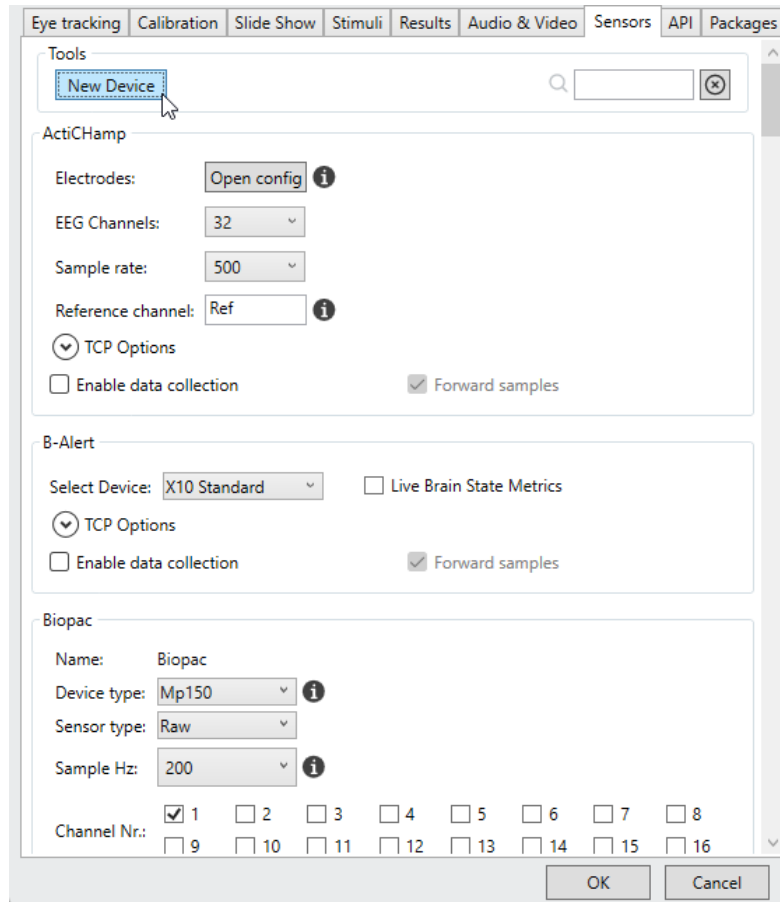 Eye tracking Calibration Slide Show Stimuli Results Audio & Video Sensors API Packages
Tools
New Device
ActiCHamp
Electrodes: Open config
EEG Channels: 32
Sample rate: 500
Reference channel: Ref
TCP Options
Enable data collection Forward samples
B-Alert
Select Device: X10 Standard Live Brain State Metrics
TCP Options
Enable data collection Forward samples
Biopac
Name: Biopac
Device type: Mp150
Sensor type: Raw
Sample Hz: 200
Channel Nr.: 1 2 3 4 5 6 7 8
9 10 11 12 13 14 15 16
OK Cancel